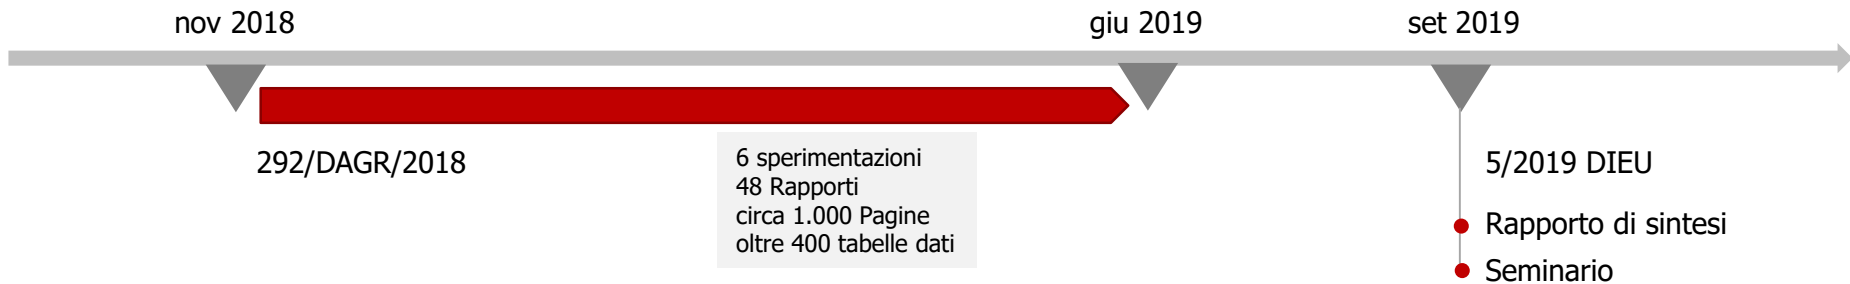 nov 2018
giu 2019
set 2019
292/DAGR/2018
6 sperimentazioni
48 Rapporti
circa 1.000 Pagine
oltre 400 tabelle dati
5/2019 DIEU
Rapporto di sintesi
Seminario